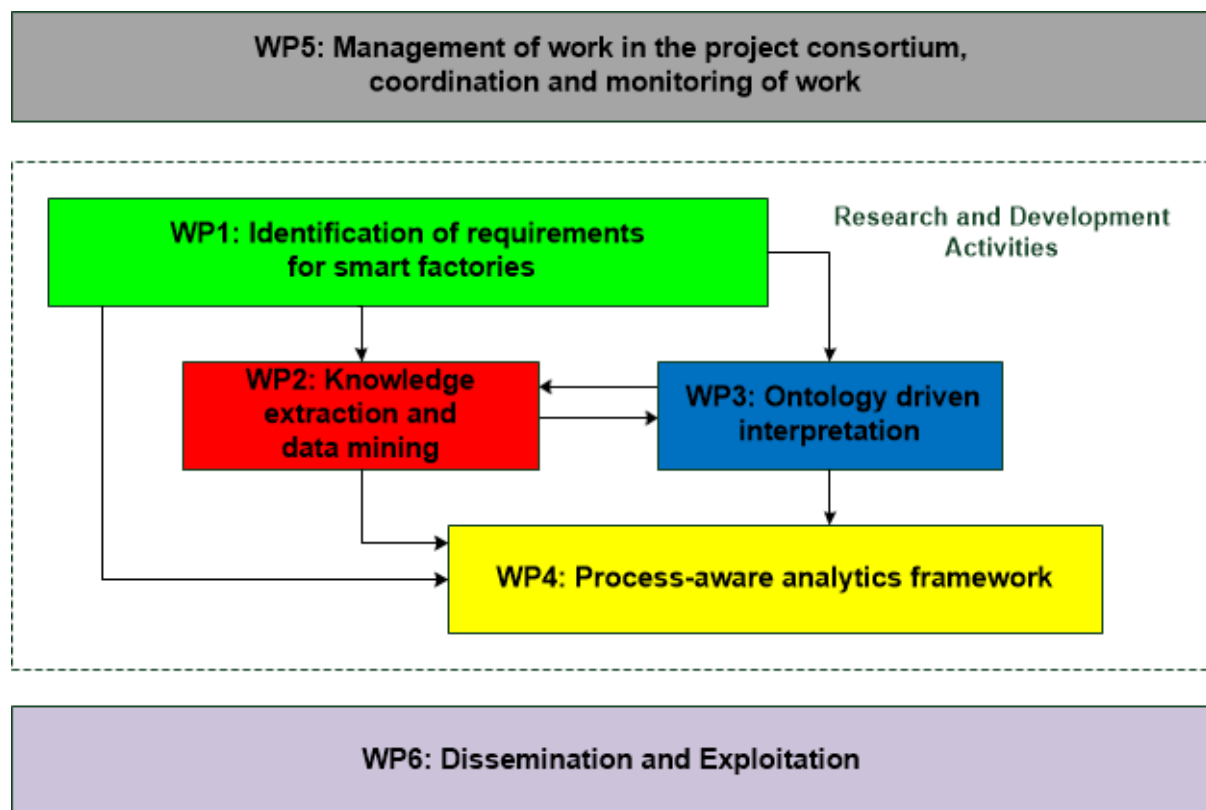 WP5: Management of work in the project consortium,
coordination and monitoring of work
WP1: Identification of requirements
for smart factories
Research and Development
Activities
WP2: Knowledge
extraction and
data mining
WP3: Ontology driven
interpretation
WP4: Process-aware analytics framework
WP6: Dissemination and Exploitation